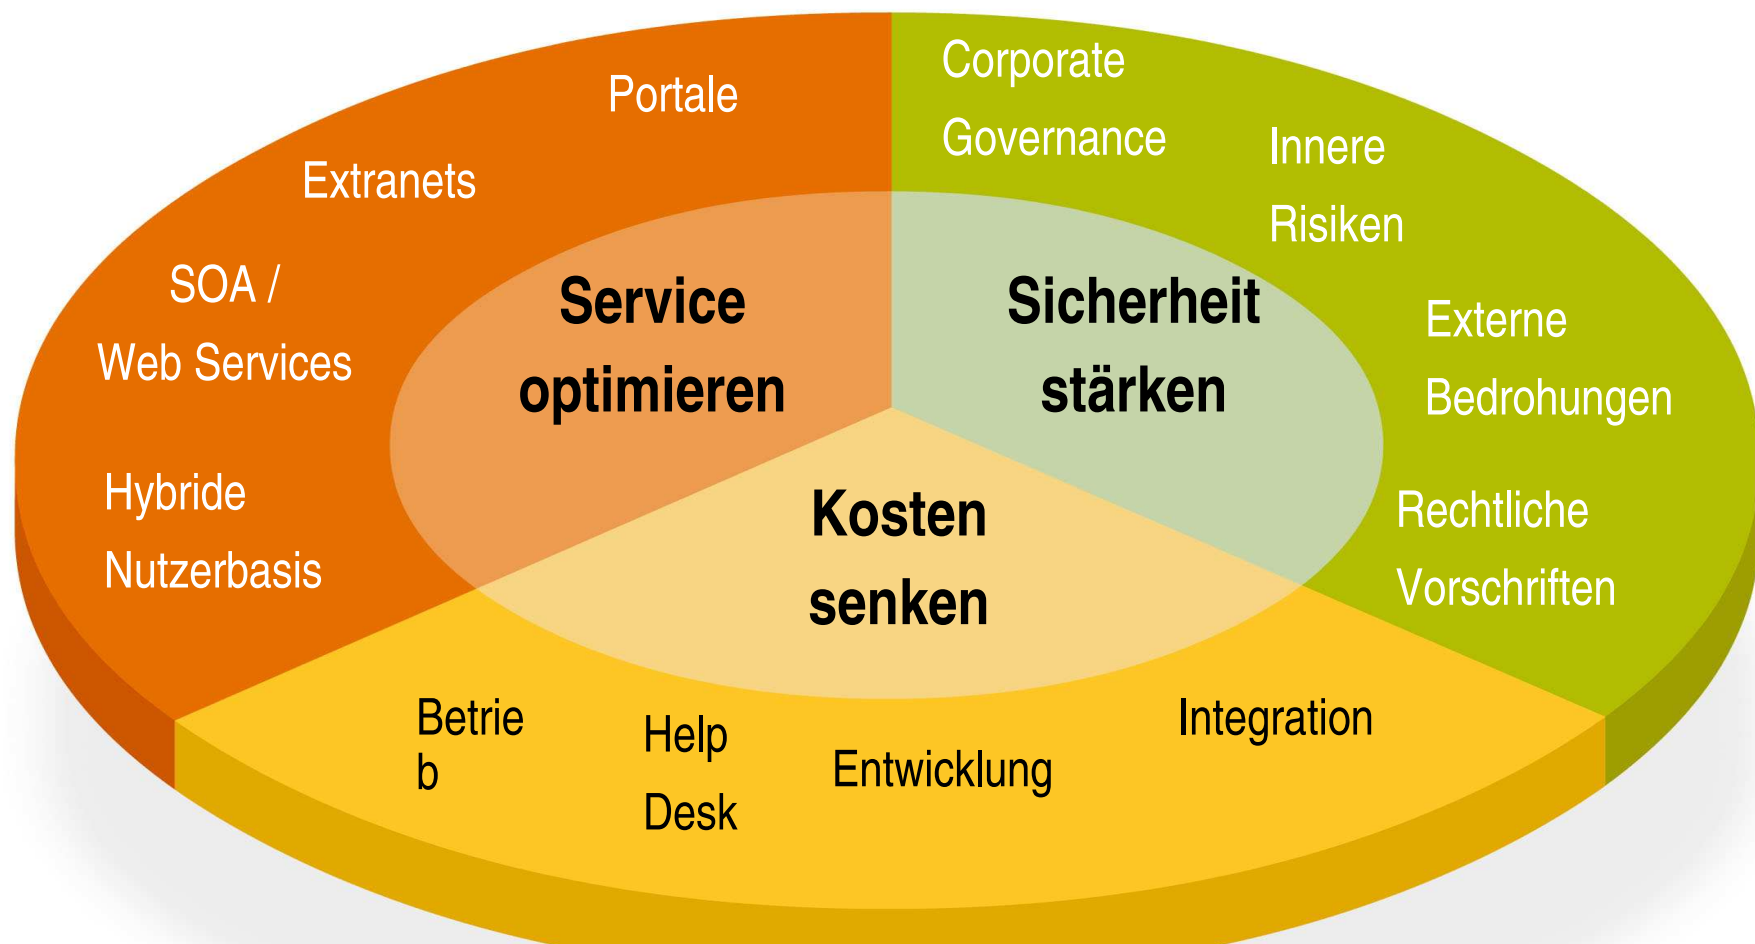 Portale
Extranets
SOA /
Web Services
Hybride
Nutzerbasis
Service
optimieren
Corporate
Governance
Innere
Risiken
Externe
Bedrohungen
Rechtliche
Vorschriften
Sicherheit
stärken
Kosten
senken
Betrie
b
Help
Desk
Entwicklung
Integration